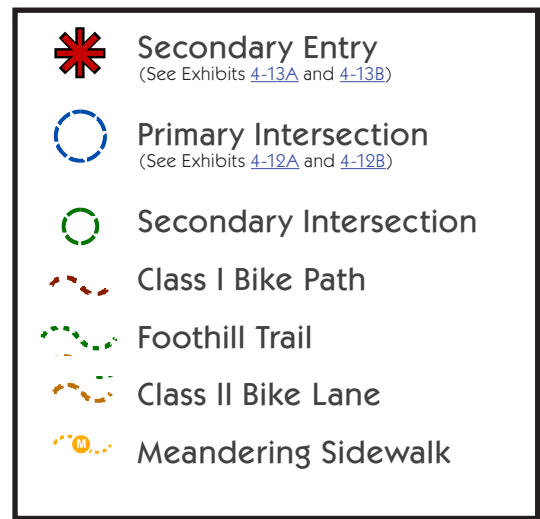 Secondary Entry
(See Exhibits 4-13A and 4-13B)
Primary Intersection
(See Exhibits 4-12A and 4-12B)
Secondary Intersection
Class I Bike Path
Foothill Trail
Class II Bike Lane
M Meandering Sidewalk